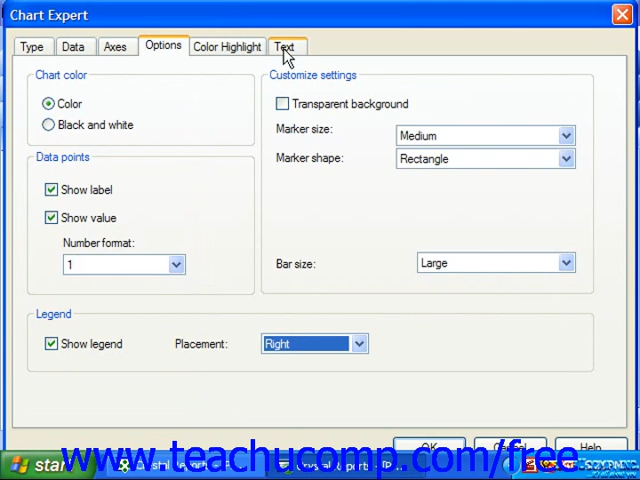 Chart Expert
Type Data Axes Options Color Highlight Text
Chart color
Color
Black and white
Customize settings
Transparent background
Marker size: Medium
Marker shape: Rectangle
Data points
Show label
Show value
Number format:
1
Bar size: Large
Legend
Show legend Placement: Right
OK Cancel Help
start
www.teachucomp.com/free